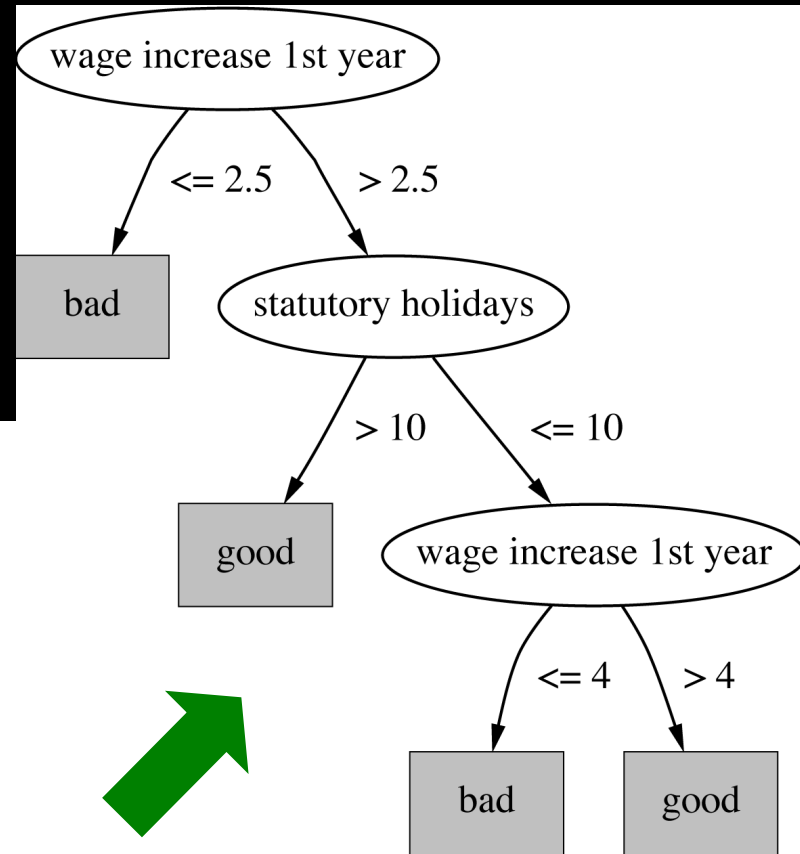 wage increase 1st year
<= 2.5
> 2.5
bad
statutory holidays
> 10
<= 10
good
wage increase 1st year
<= 4
> 4
bad
good